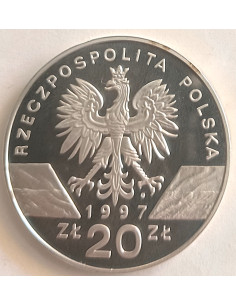 RZECZPOSPOLITA POLSKA
1997
ZŁ 20 ZŁ